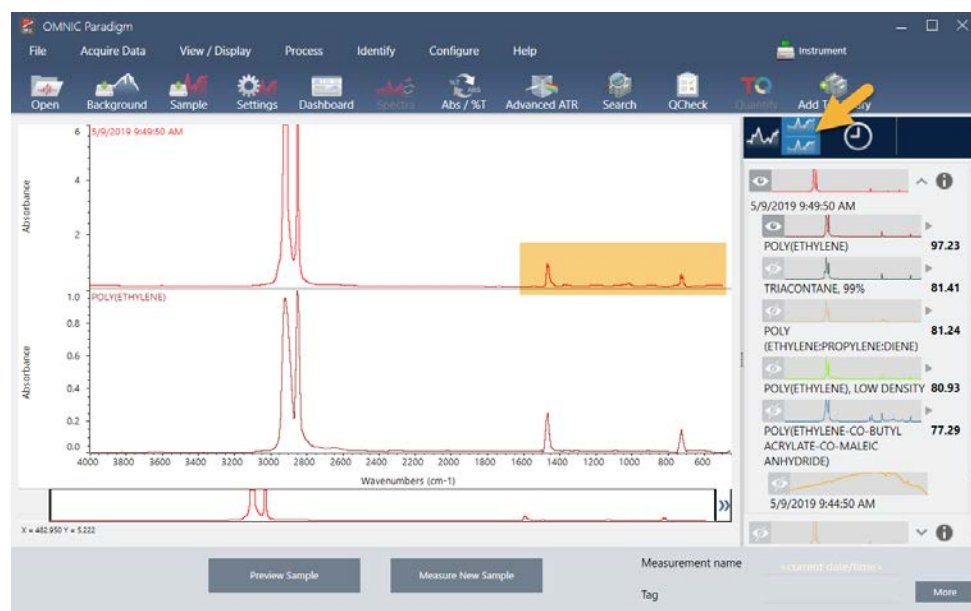 OMNIC Paradigm
File Acquire Data View / Display Process Identify Configure Help Instrument
Open Background Sample Settings Dashboard Spectra Abs / %T Advanced ATR Search QCheck Quantify Add
6 5/9/2019 9:49:50 AM
4
2
Absorbance
1.0 POLY(ETHYLENE)
0.8
0.6
0.4
0.2
0.0
Absorbance
4000 3800 3600 3400 3200 3000 2800 2600 2400 2200 2000 1800 1600 1400 1200 1000 800 600
Wavenumbers (cm-1)
X = 482.950 Y = 5.222
5/9/2019 9:49:50 AM
POLY(ETHYLENE) 97.23
TRIACONTANE, 99% 81.41
POLY 81.24
(ETHYLENE:PROPYLENE:DIENE)
POLY(ETHYLENE), LOW DENSITY 80.93
POLY(ETHYLENE-CO-BUTYL 77.29
ACRYLATE-CO-MALEIC
ANHYDRIDE)
5/9/2019 9:44:50 AM
Preview Sample Measure New Sample
Measurement name <current date/time>
Tag
More